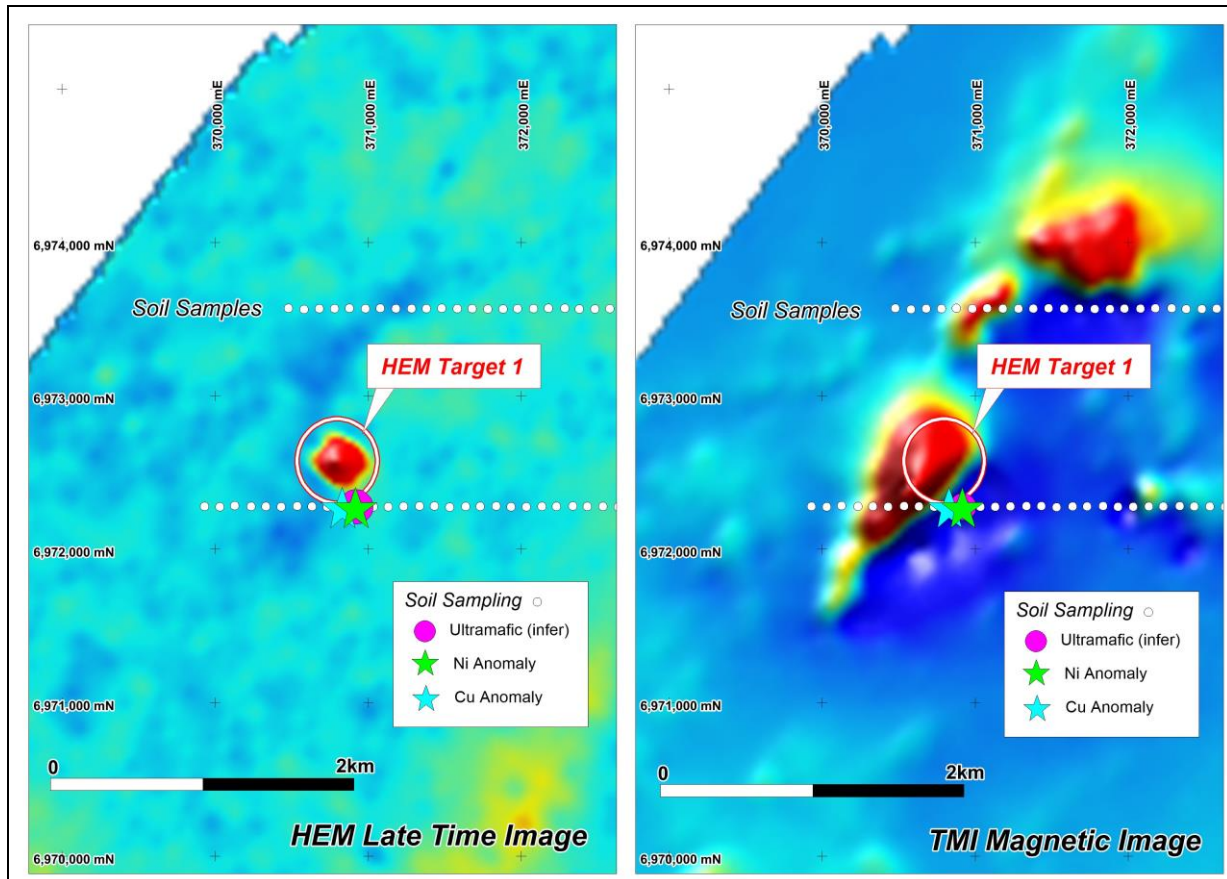 370,000 mE
371,000 mE
372,000 mE
6,974,000 mN
Soil Samples
HEM Target 1
6,973,000 mN
6,972,000 mN
Soil Sampling
Ultramafic (infer)
Ni Anomaly
Cu Anomaly
6,971,000 mN
0
2km
HEM Late Time Image
6,970,000 mN
370,000 mE
371,000 mE
372,000 mE
6,974,000 mN
Soil Samples
HEM Target 1
6,973,000 mN
6,972,000 mN
Soil Sampling
Ultramafic (infer)
Ni Anomaly
Cu Anomaly
6,971,000 mN
0
2km
TMI Magnetic Image
6,970,000 mN